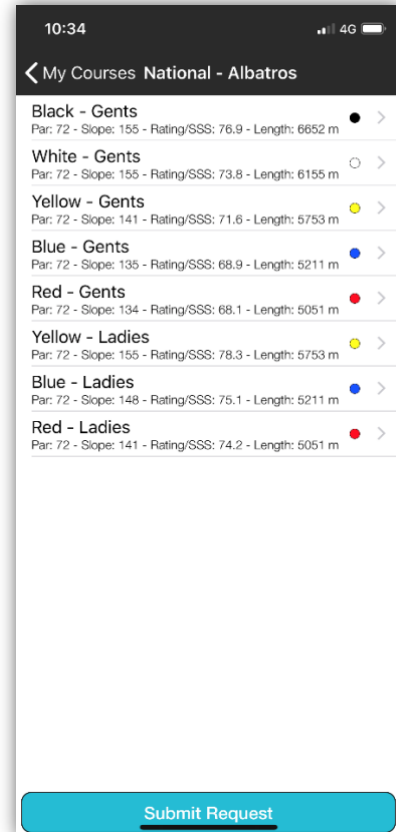 10:34
4G
My Courses National - Albatros
Black - Gents
Par: 72 - Slope: 155 - Rating/SSS: 76.9 - Length: 6652 m
White - Gents
Par: 72 - Slope: 155 - Rating/SSS: 73.8 - Length: 6155 m
Yellow - Gents
Par: 72 - Slope: 141 - Rating/SSS: 71.6 - Length: 5753 m
Blue - Gents
Par: 72 - Slope: 135 - Rating/SSS: 68.9 - Length: 5211 m
Red - Gents
Par: 72 - Slope: 134 - Rating/SSS: 68.1 - Length: 5051 m
Yellow - Ladies
Par: 72 - Slope: 155 - Rating/SSS: 78.3 - Length: 5753 m
Blue - Ladies
Par: 72 - Slope: 148 - Rating/SSS: 75.1 - Length: 5211 m
Red - Ladies
Par: 72 - Slope: 141 - Rating/SSS: 74.2 - Length: 5051 m
Submit Request